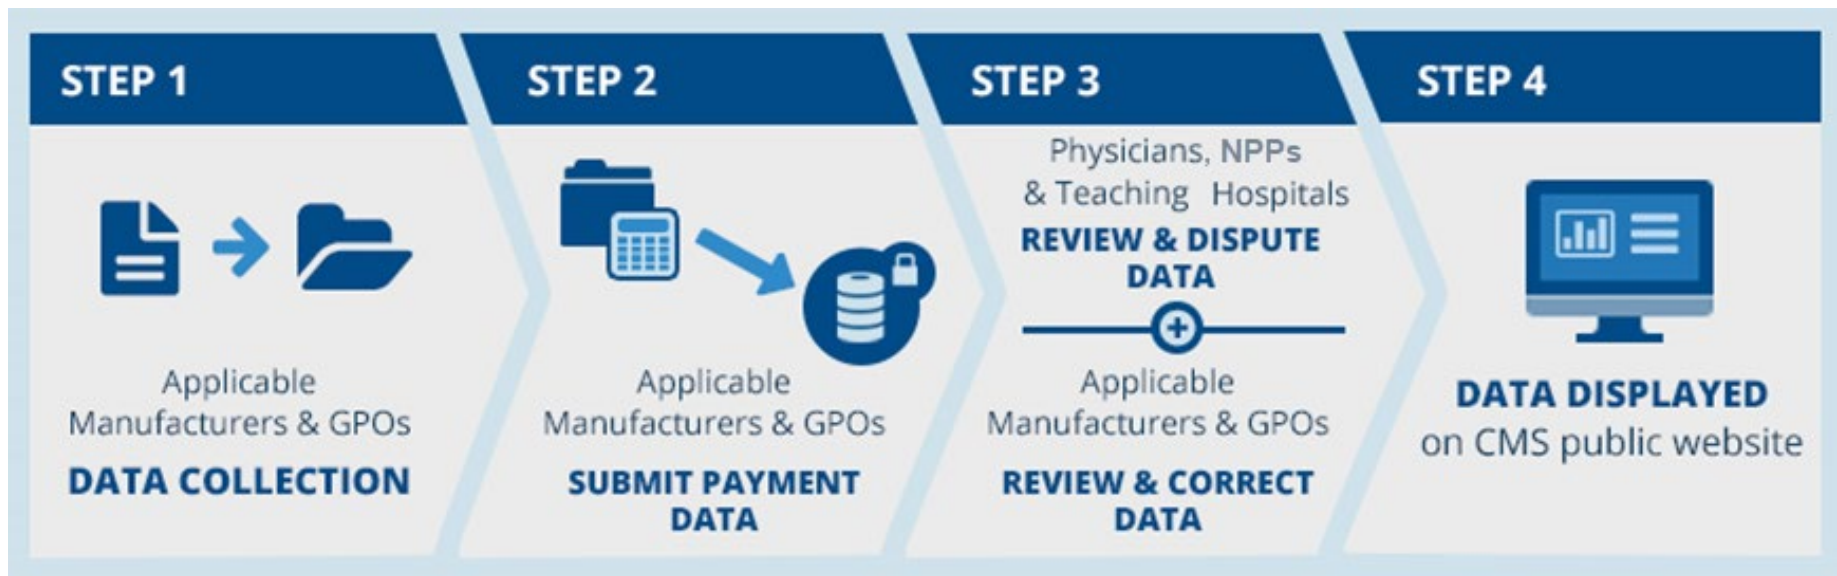 STEP 1
Applicable
Manufacturers & GPOs
DATA COLLECTION
STEP 2
Applicable
Manufacturers & GPOs
SUBMIT PAYMENT
DATA
STEP 3
Physicians, NPPs
& Teaching Hospitals
REVIEW & DISPUTE
DATA
Applicable
Manufacturers & GPOs
REVIEW & CORRECT
DATA
STEP 4
DATA DISPLAYED
on CMS public website